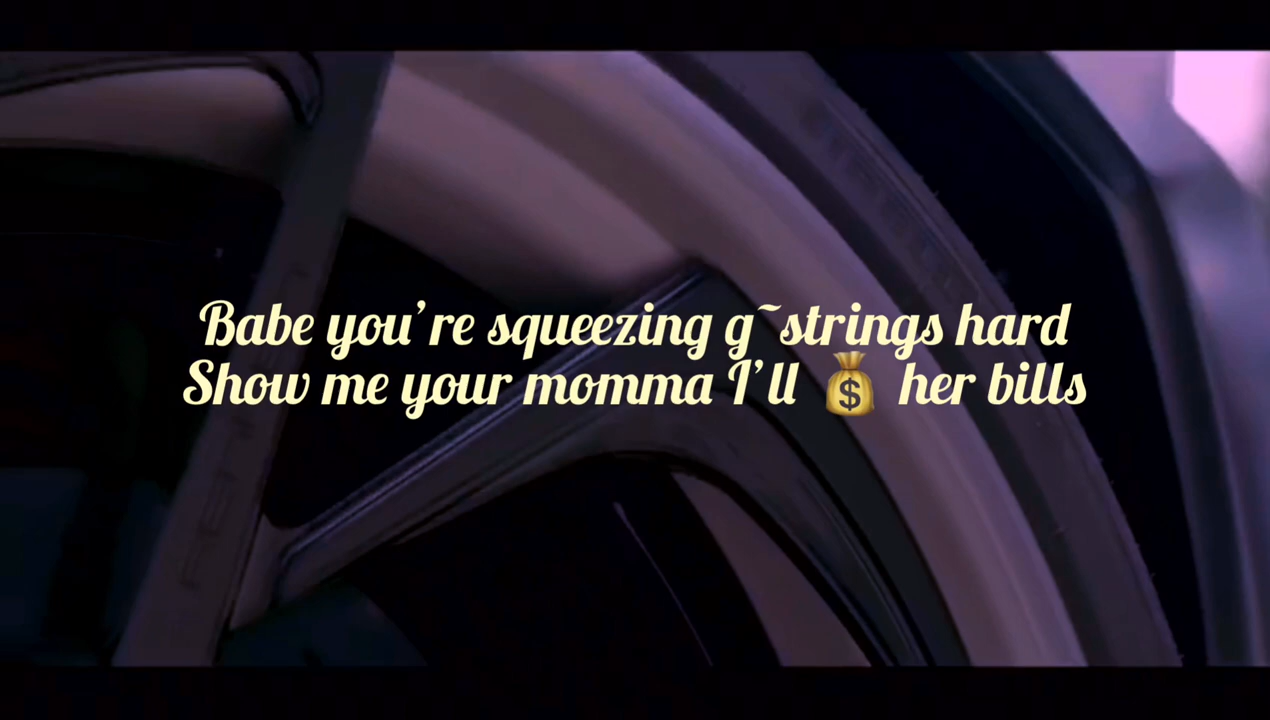 Babe you’re squeezing g~strings hard
Show me your momma I’ll 💰 her bills